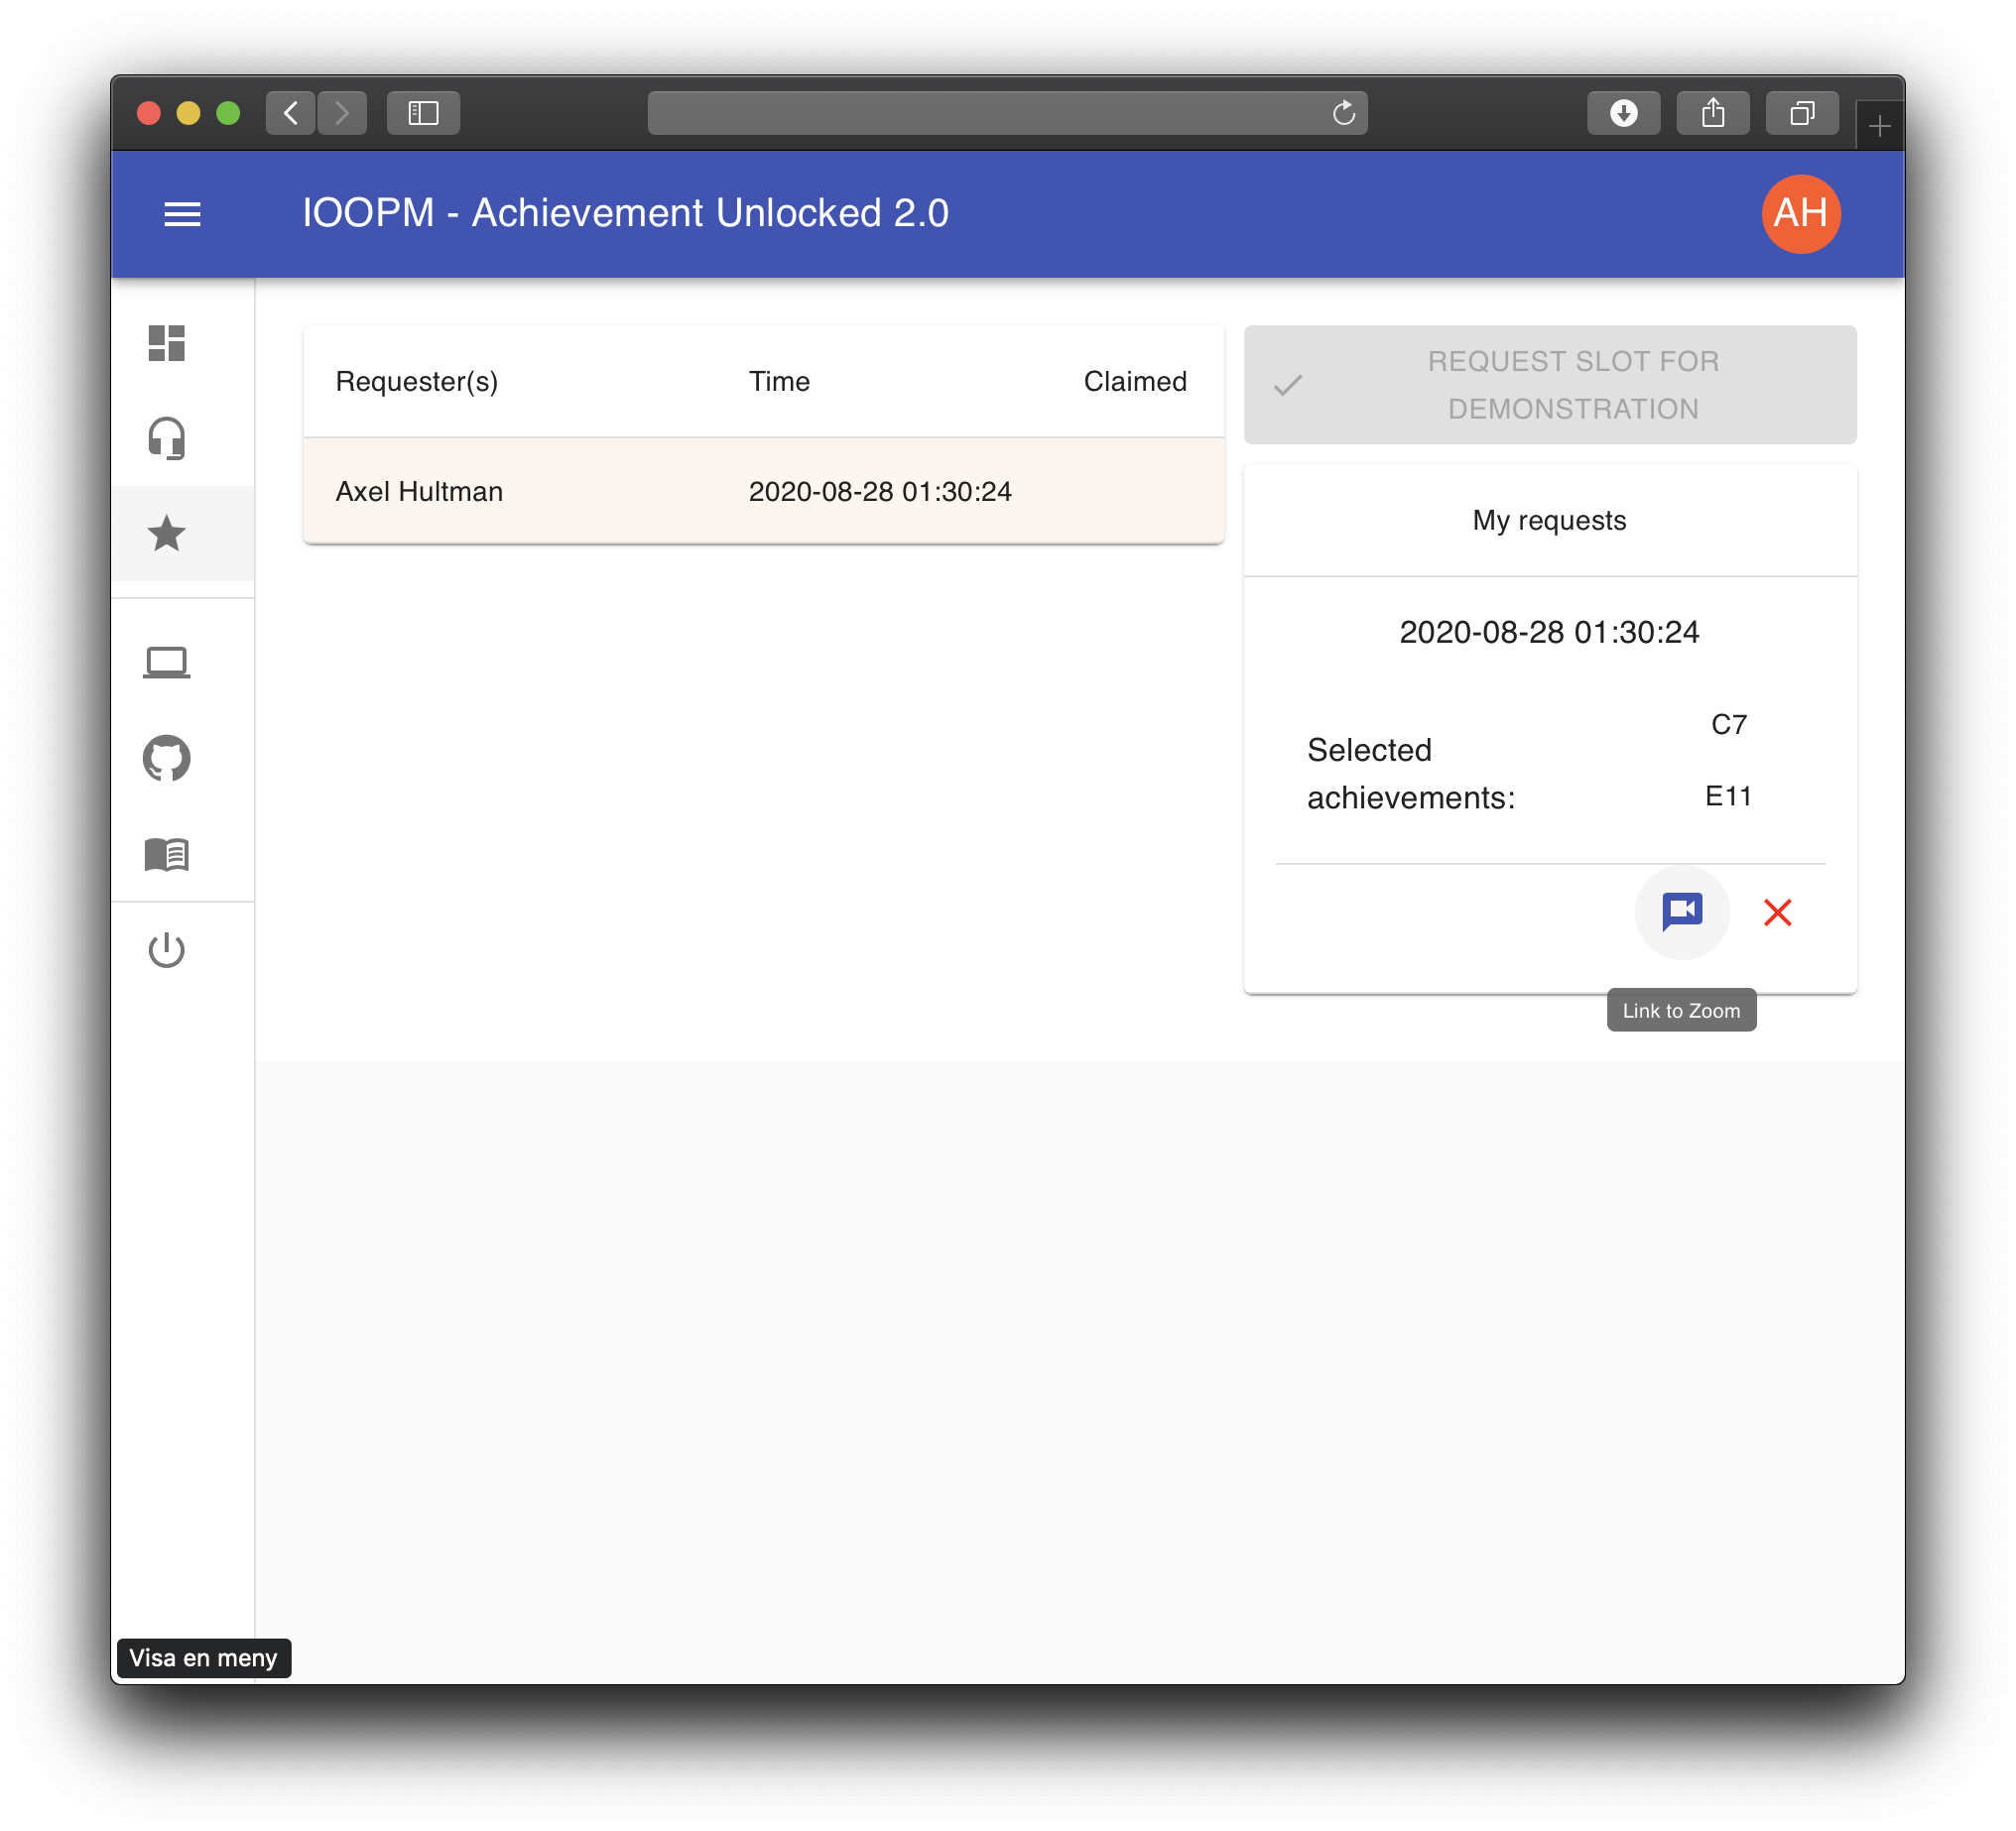 IOOPM - Achievement Unlocked 2.0
AH
Requester(s) Time Claimed
Axel Hultman 2020-08-28 01:30:24
REQUEST SLOT FOR
DEMONSTRATION
My requests
2020-08-28 01:30:24
Selected
achievements:
C7
E11
Link to Zoom
Visa en meny